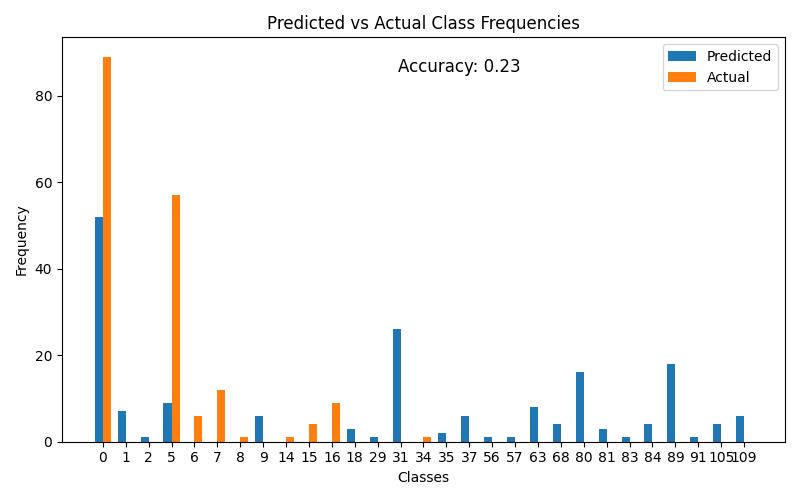 Predicted vs Actual Class Frequencies
Accuracy: 0.23
Predicted
Actual
80
60
40
20
0
Frequency
0 1 2 5 6 7 8 9 14 15 16 18 29 31 34 35 37 56 57 63 68 80 81 83 84 89 91 105 109
Classes